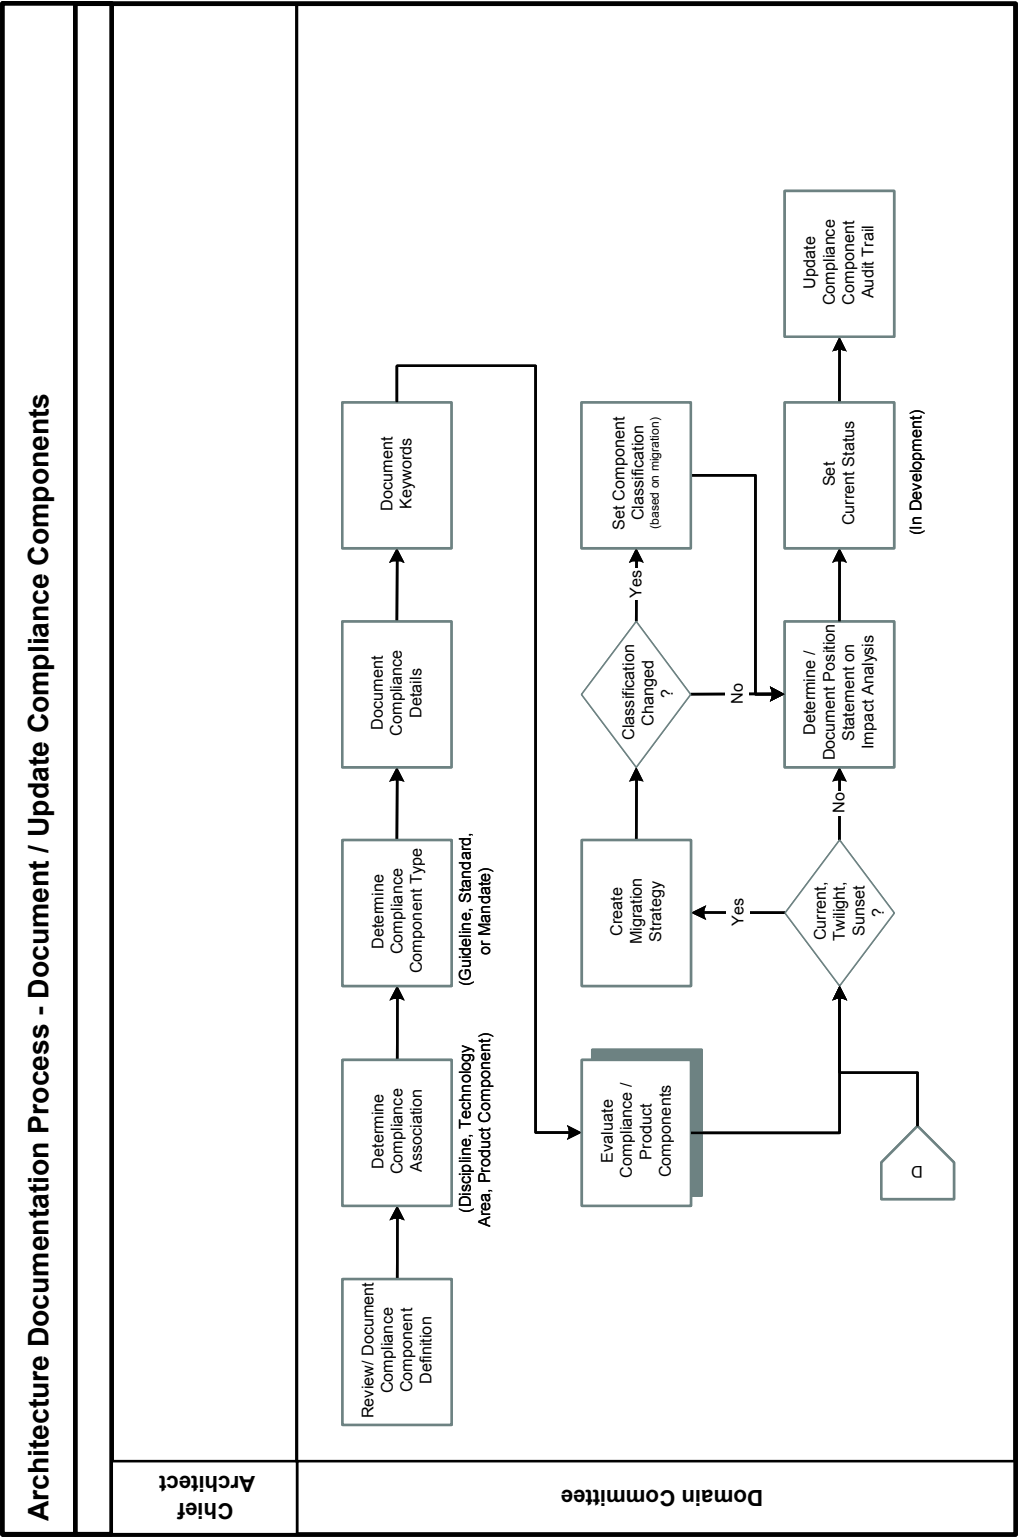 Architecture Documentation Process - Document / Update Compliance Components
Chief
Architect
Domain Committee
Review/ Document
Compliance
Component
Definition
Determine
Compliance
Association
(Discipline, Technology
Area, Product Component)
Determine
Compliance
Component Type
(Guideline, Standard,
or Mandate)
Document
Compliance
Details
Document
Keywords
Evaluate
Compliance /
Product
Components
Create
Migration
Strategy
Classification
Changed
?
Yes
Set Component
Classification
(based on migration)
Yes
No
D
Current,
Twilight,
Sunset
?
No
Determine /
Document Position
Statement on
Impact Analysis
Set
Current Status
(In Development)
Update
Compliance
Component
Audit Trail